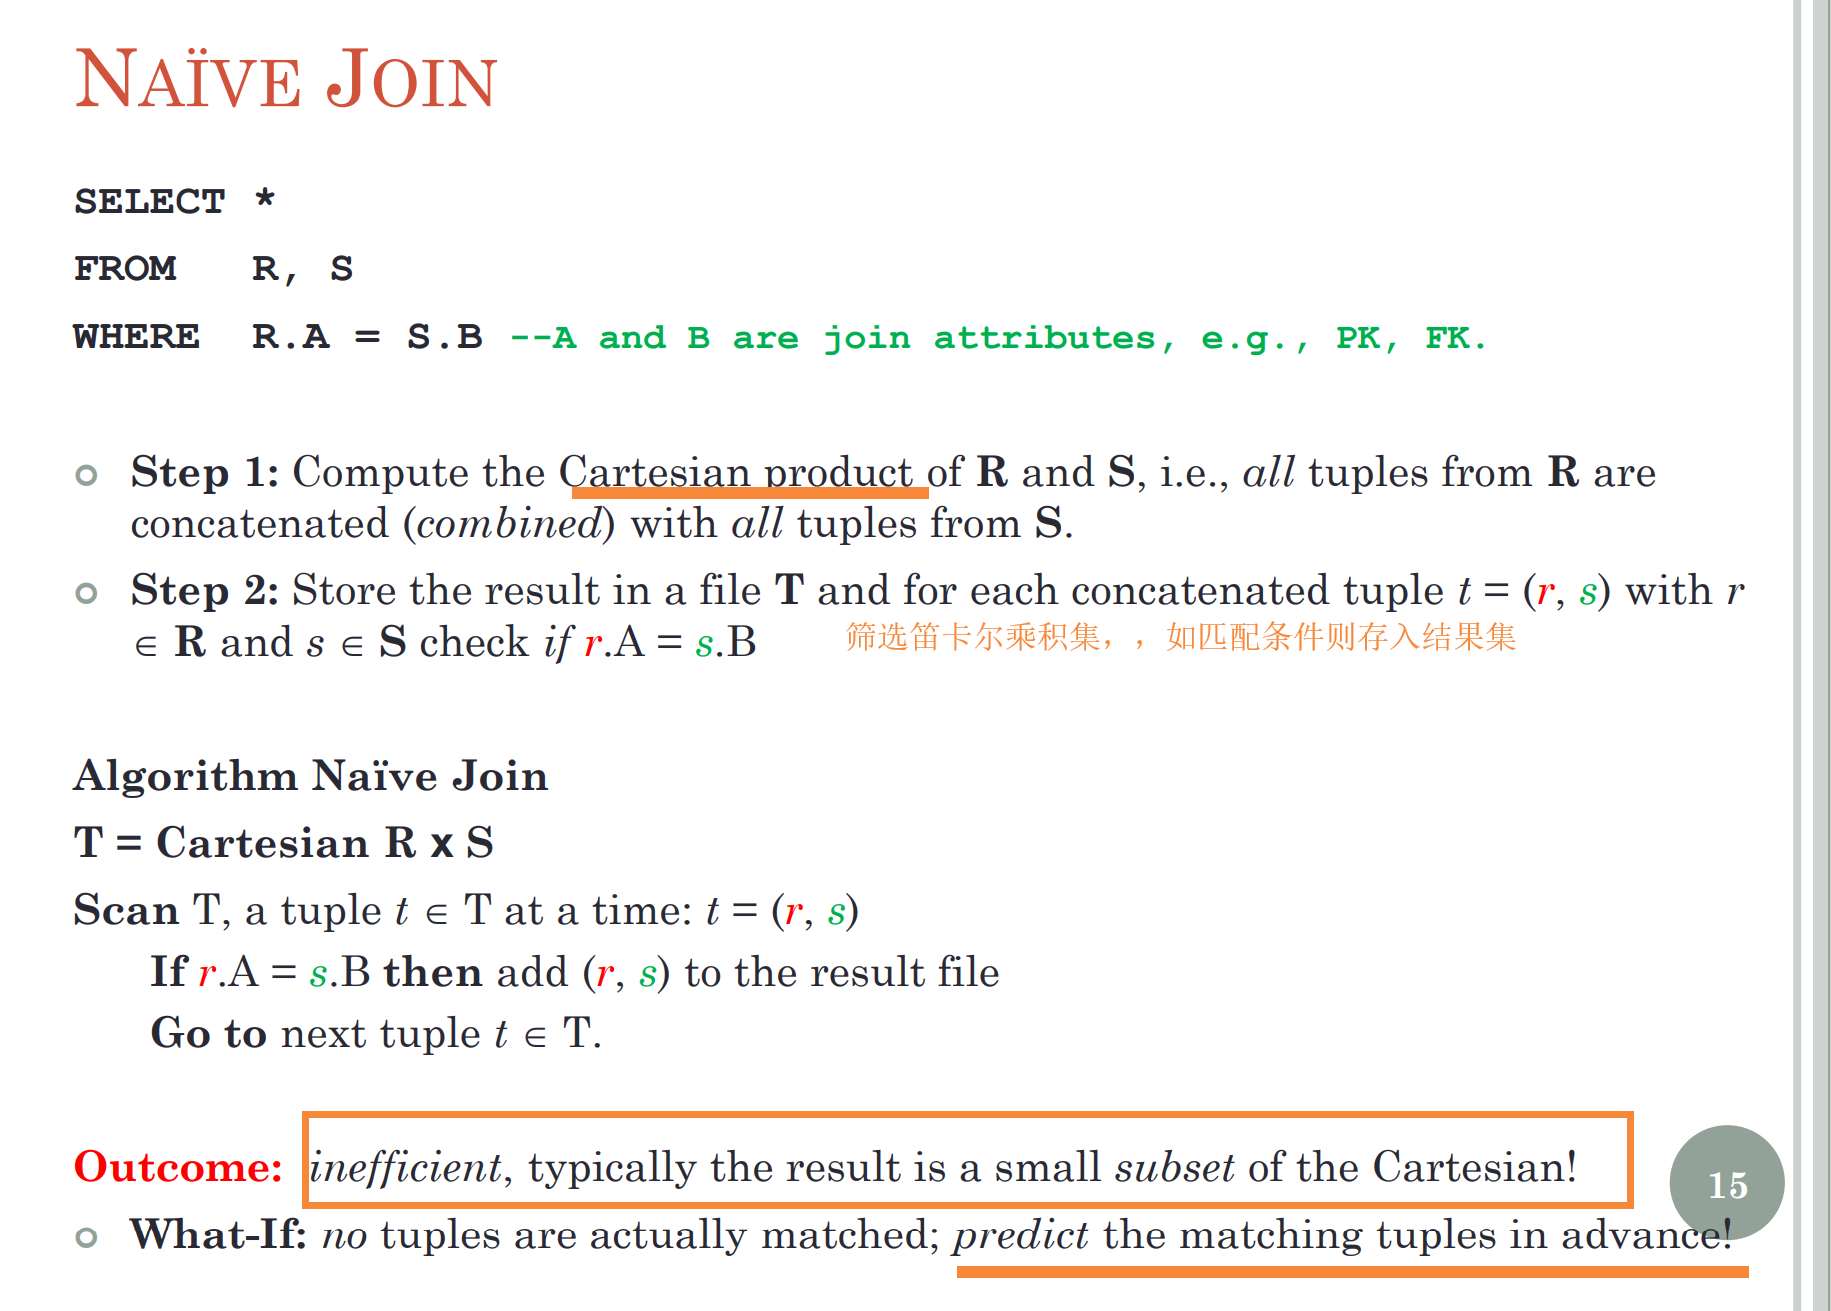 NAÏVE JOIN
SELECT *
FROM R, S
WHERE R.A = S.B --A and B are join attributes, e.g., PK, FK.
Step 1: Compute the Cartesian product of R and S, i.e., all tuples from R are
concatenated (combined) with all tuples from S.
Step 2: Store the result in a file T and for each concatenated tuple t = (r, s) with r
∈ R and s ∈ S check if r.A = s.B
筛选笛卡尔乘积集，，如匹配条件则存入结果集
Algorithm Naïve Join
T = Cartesian R x S
Scan T, a tuple t ∈ T at a time: t = (r, s)
If r.A = s.B then add (r, s) to the result file
Go to next tuple t ∈ T.
Outcome: inefficient, typically the result is a small subset of the Cartesian!
15
What-If: no tuples are actually matched; predict the matching tuples in advance!